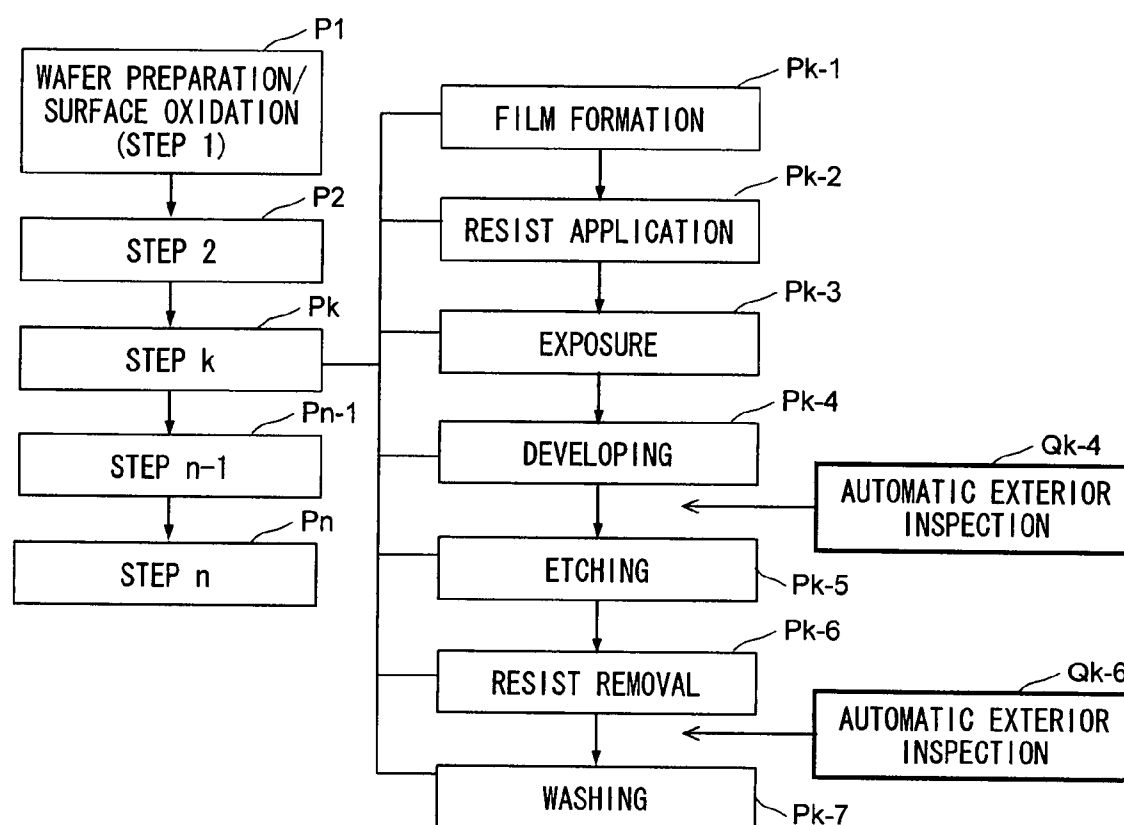 P1
WAFER PREPARATION/
SURFACE OXIDATION
(STEP 1)
P2
STEP 2
Pk
STEP k
Pn-1
STEP n-1
Pn
STEP n
Pk-1
FILM FORMATION
Pk-2
RESIST APPLICATION
Pk-3
EXPOSURE
Pk-4
DEVELOPING
Qk-4
AUTOMATIC EXTERIOR
INSPECTION
ETCHING
Pk-5
Pk-6
RESIST REMOVAL
Qk-6
AUTOMATIC EXTERIOR
INSPECTION
WASHING
Pk-7